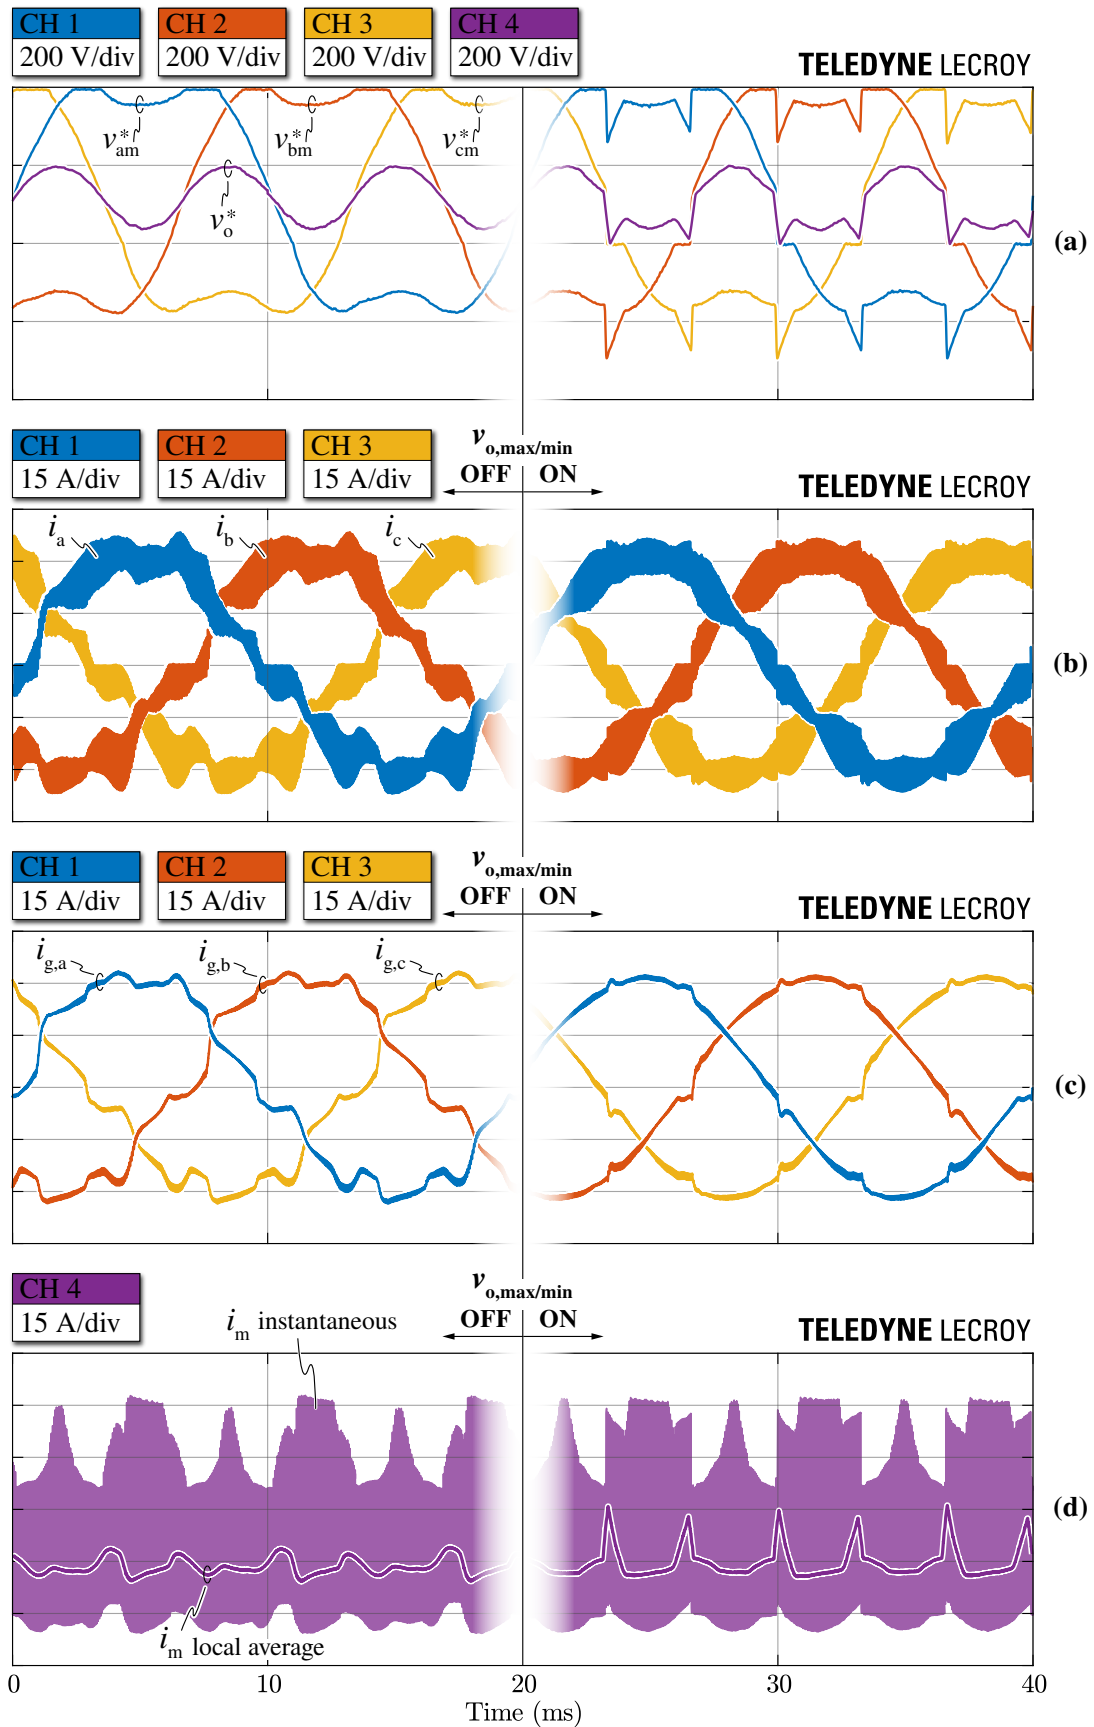 CH 1 CH 2 CH 3 CH 4
200 V/div 200 V/div 200 V/div 200 V/div
TELEDYNE LECROY
v*am v*bm v*cm
v*o
(a)
CH 1 CH 2 CH 3
15 A/div 15 A/div 15 A/div
vo,max/min
OFF ON
TELEDYNE LECROY
ia ib ic
(b)
CH 1 CH 2 CH 3
15 A/div 15 A/div 15 A/div
vo,max/min
OFF ON
TELEDYNE LECROY
ig,a ig,b ig,c
(c)
CH 4
15 A/div
vo,max/min
OFF ON
TELEDYNE LECROY
im instantaneous
(d)
im local average
0 10 20 30 40
Time (ms)